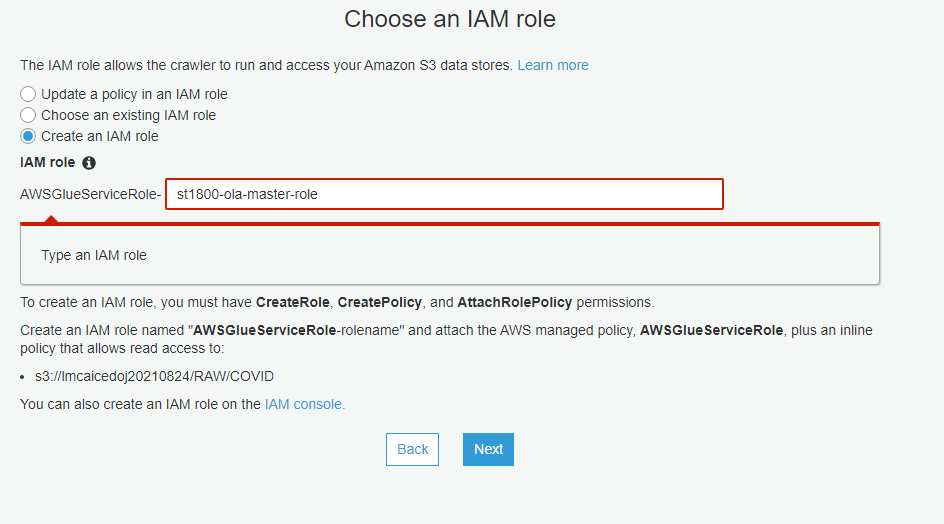 Choose an IAM role
The IAM role allows the crawler to run and access your Amazon S3 data stores. Learn more
Update a policy in an IAM role
Choose an existing IAM role
Create an IAM role
IAM role
AWSGlueServiceRole- st1800-ola-master-role
Type an IAM role
To create an IAM role, you must have CreateRole, CreatePolicy, and AttachRolePolicy permissions.
Create an IAM role named "AWSGlueServiceRole-rolename" and attach the AWS managed policy, AWSGlueServiceRole, plus an inline
policy that allows read access to:
• s3://lmcaicedoj20210824/RAW/COVID
You can also create an IAM role on the IAM console.
Back Next